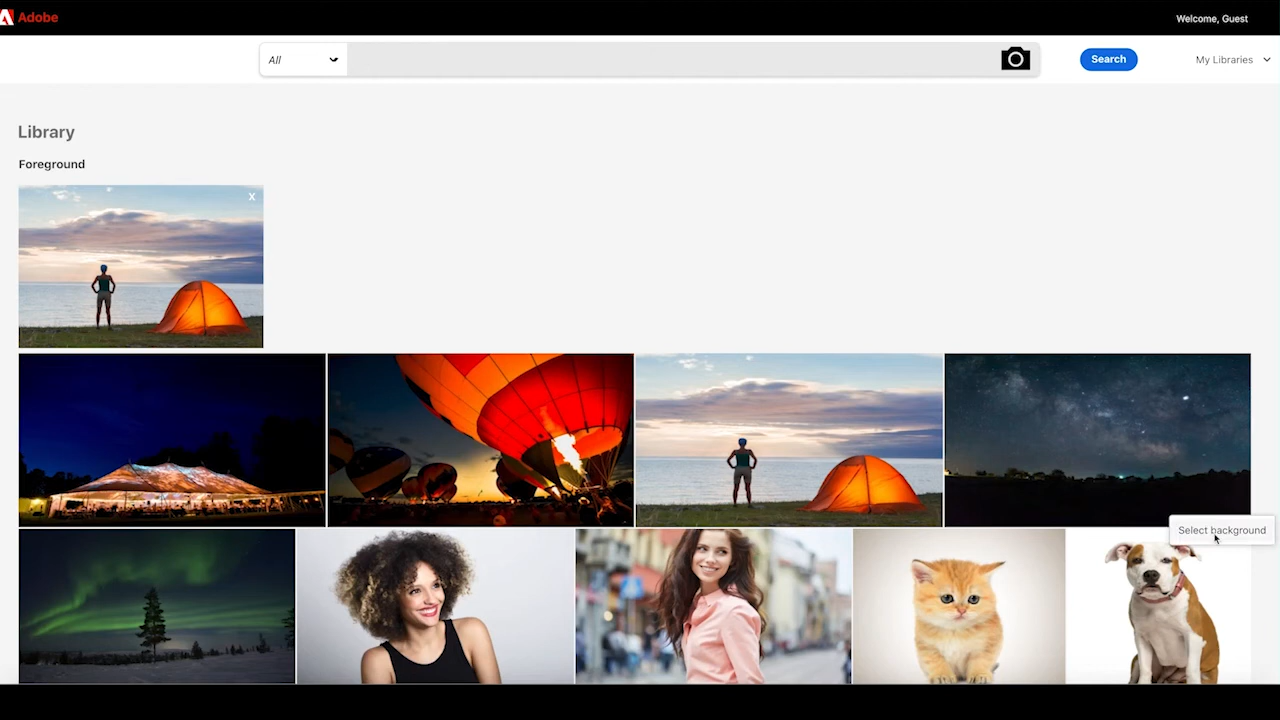 Adobe
Welcome, Guest
All
Search
My Libraries
Library
Foreground
X
Select background